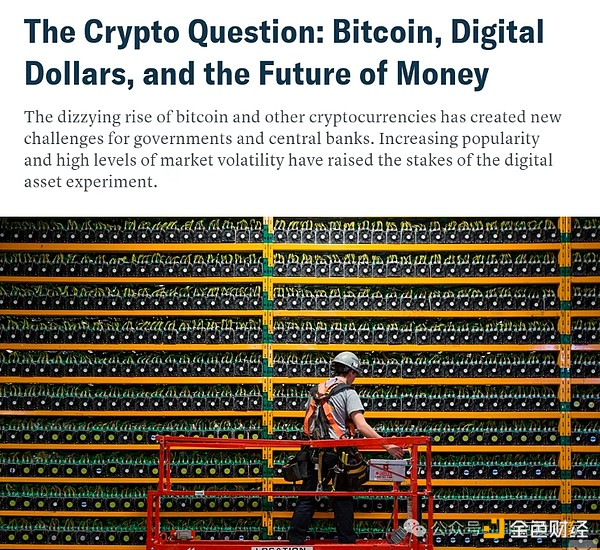 The Crypto Question: Bitcoin, Digital
Dollars, and the Future of Money
The dizzying rise of bitcoin and other cryptocurrencies has created new
challenges for governments and central banks. Increasing popularity
and high levels of market volatility have raised the stakes of the digital
asset experiment.
公众号
金色财经
LOCATION